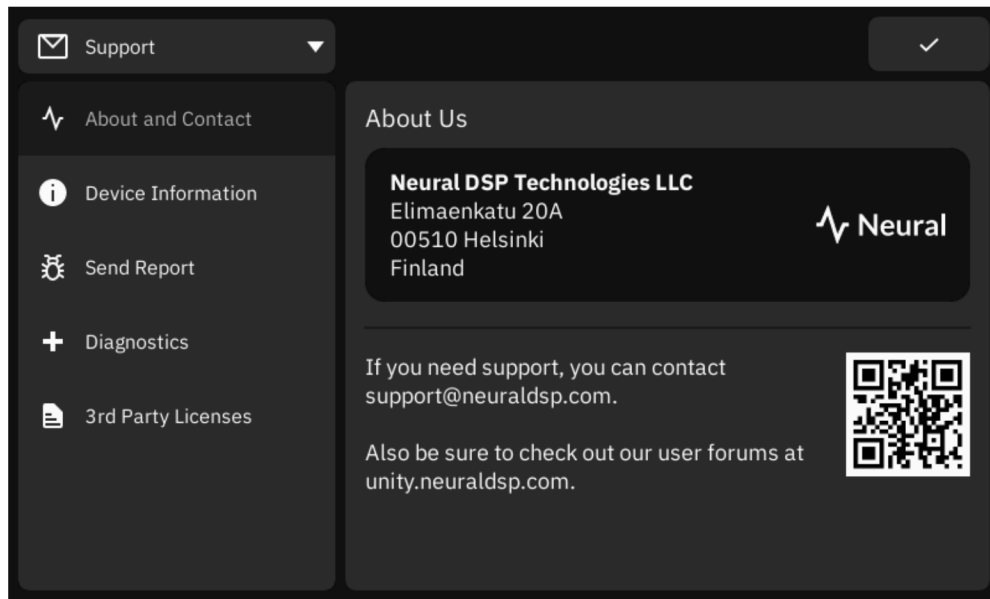 Support
About and Contact
Device Information
Send Report
Diagnostics
3rd Party Licenses
About Us
Neural DSP Technologies LLC
Elimaenkatu 20A
00510 Helsinki
Finland
Neural
If you need support, you can contact
support@neuraldsp.com.
Also be sure to check out our user forums at
unity.neuraldsp.com.